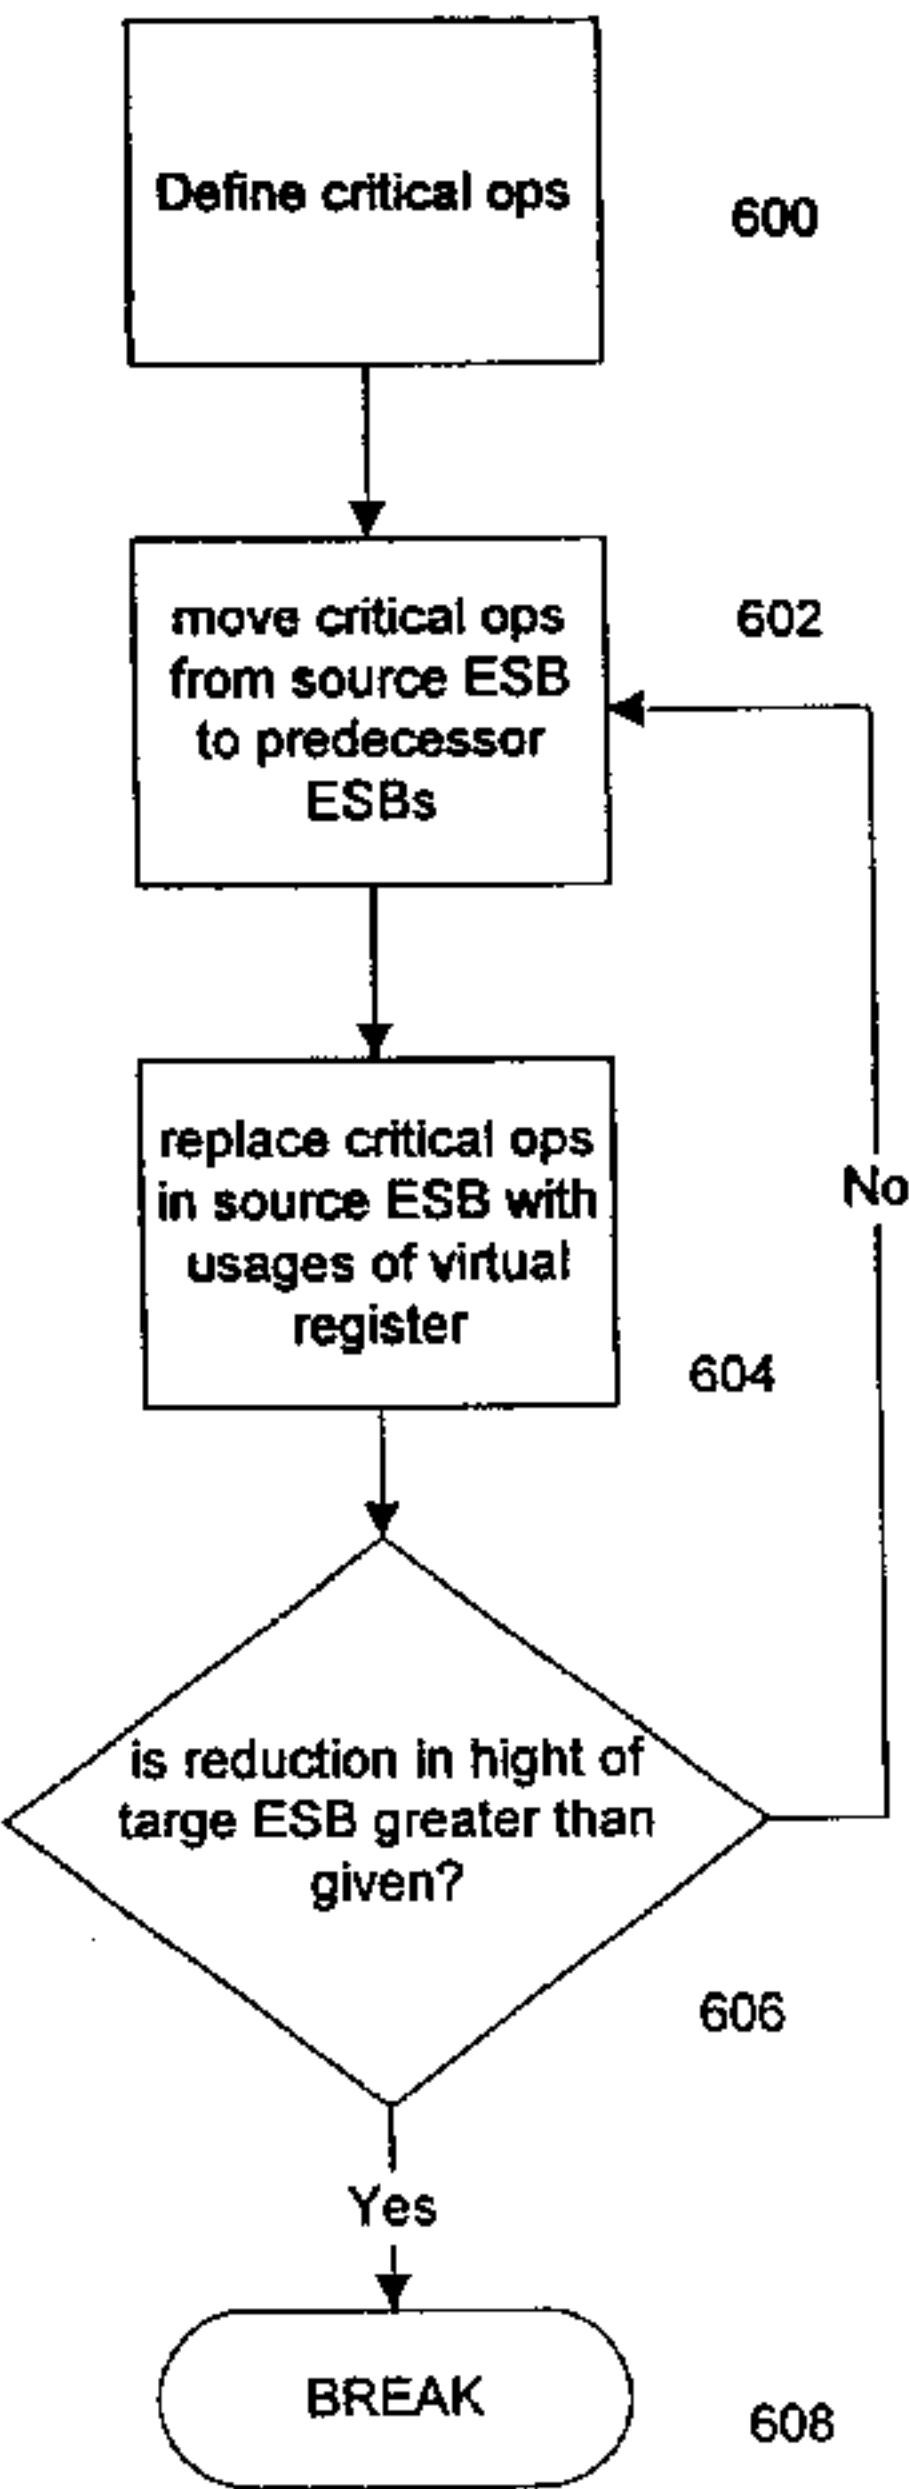 Define critical ops
600
move critical ops
from source ESB
to predecessor
ESBs
602
replace critical ops
in source ESB with
usages of virtual
register
No
604
is reduction in hight of
targe ESB greater than
given?
606
Yes
BREAK
608